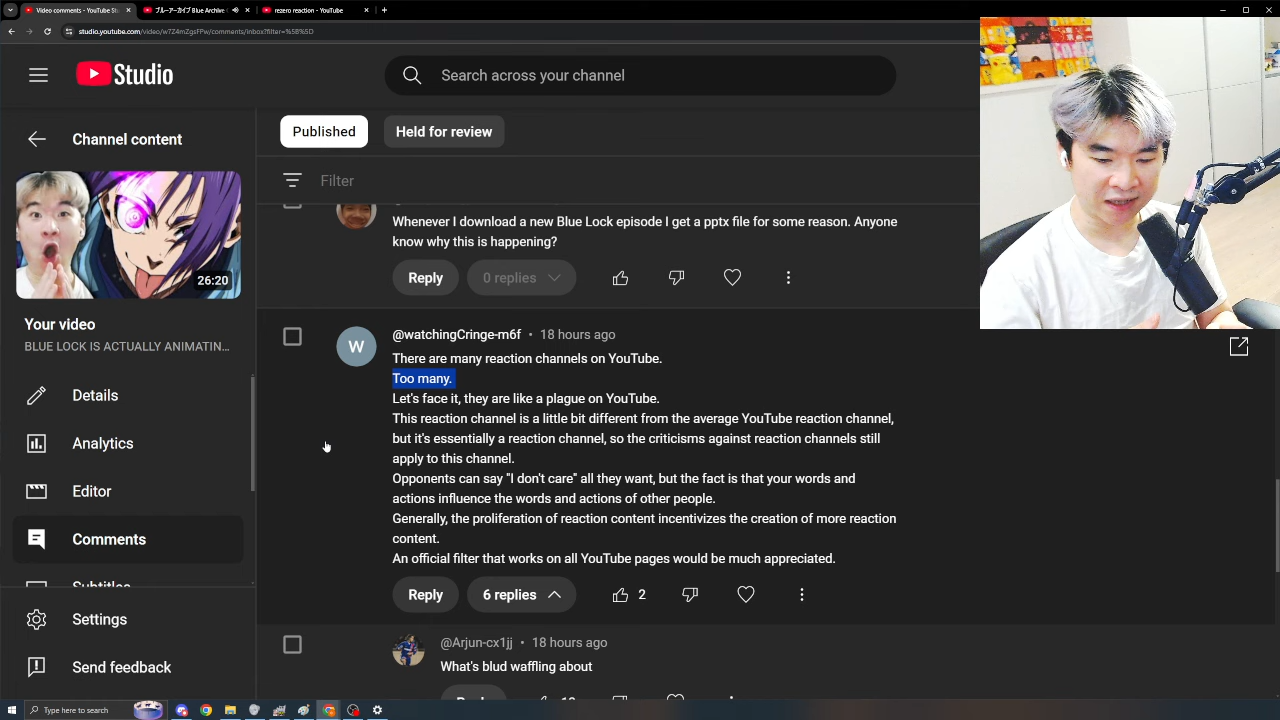 Video comments - YouTube St
ブルーアーカイブ Blue Archive
rezero reaction - YouTube
studio.youtube.com/video/w7Z4mZgsFPw/comments/inbox?filter=%5B%5D
Studio
Search across your channel
Channel content
26:20
Your video
BLUE LOCK IS ACTUALLY ANIMATIN...
Details
Analytics
Editor
Comments
Subtitles
Settings
Send feedback
Published
Held for review
Filter
Whenever I download a new Blue Lock episode I get a pptx file for some reason. Anyone
know why this is happening?
Reply
0 replies
W
@watchingCringe-m6f • 18 hours ago
There are many reaction channels on YouTube.
Too many.
Let's face it, they are like a plague on YouTube.
This reaction channel is a little bit different from the average YouTube reaction channel,
but it's essentially a reaction channel, so the criticisms against reaction channels still
apply to this channel.
Opponents can say "I don't care" all they want, but the fact is that your words and
actions influence the words and actions of other people.
Generally, the proliferation of reaction content incentivizes the creation of more reaction
content.
An official filter that works on all YouTube pages would be much appreciated.
Reply
6 replies
2
@Arjun-cx1jj • 18 hours ago
What's blud waffling about
Type here to search